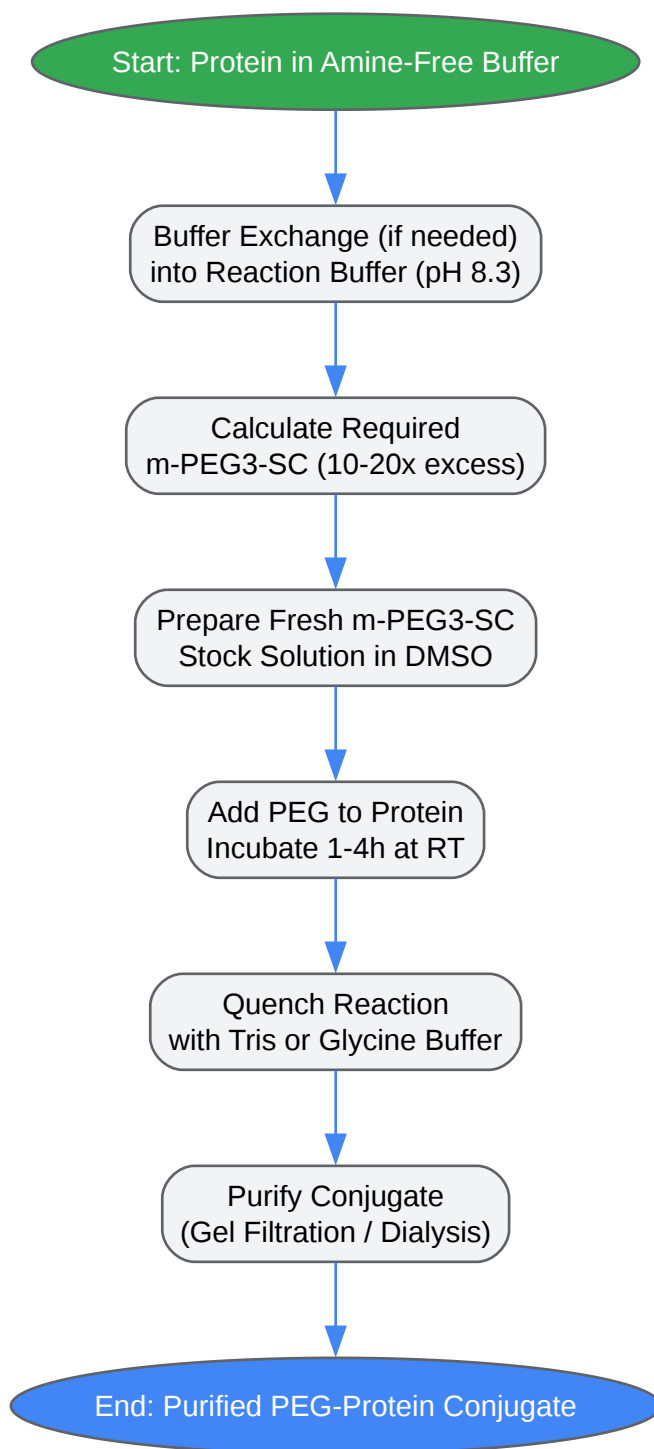 Start: Protein in Amine-Free Buffer
Buffer Exchange (if needed)
into Reaction Buffer (pH 8.3)
Calculate Required
m-PEG3-SC (10-20x excess)
Prepare Fresh m-PEG3-SC
Stock Solution in DMSO
Add PEG to Protein
Incubate 1-4h at RT
Quench Reaction
with Tris or Glycine Buffer
Purify Conjugate
(Gel Filtration / Dialysis)
End: Purified PEG-Protein Conjugate